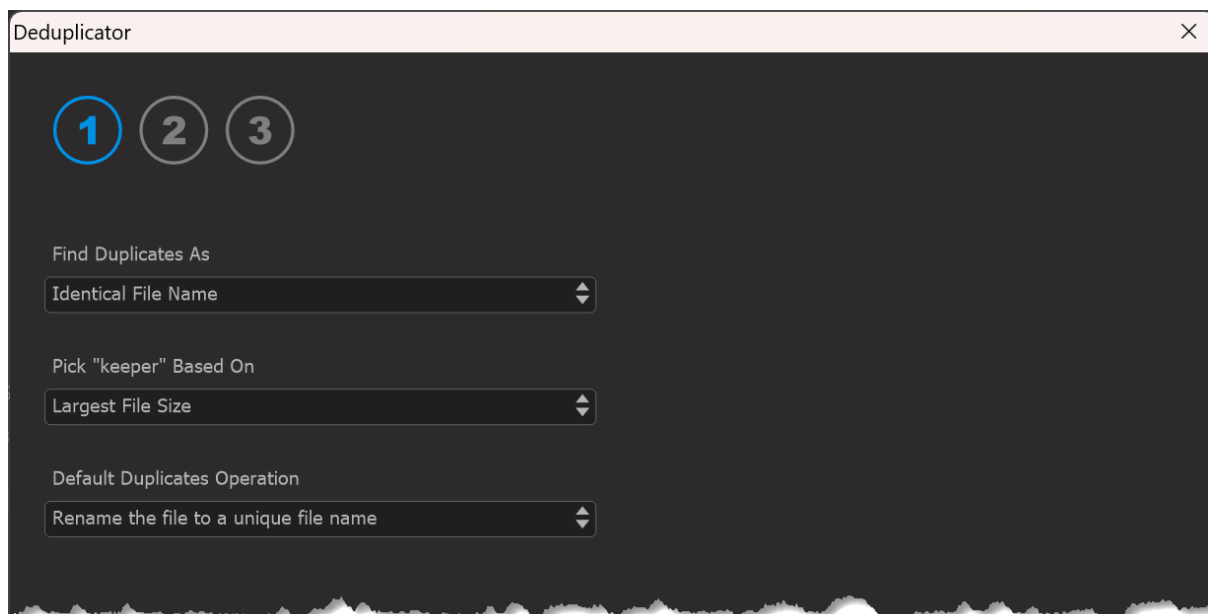 Deduplicator
1 2 3
Find Duplicates As
Identical File Name
Pick "keeper" Based On
Largest File Size
Default Duplicates Operation
Rename the file to a unique file name